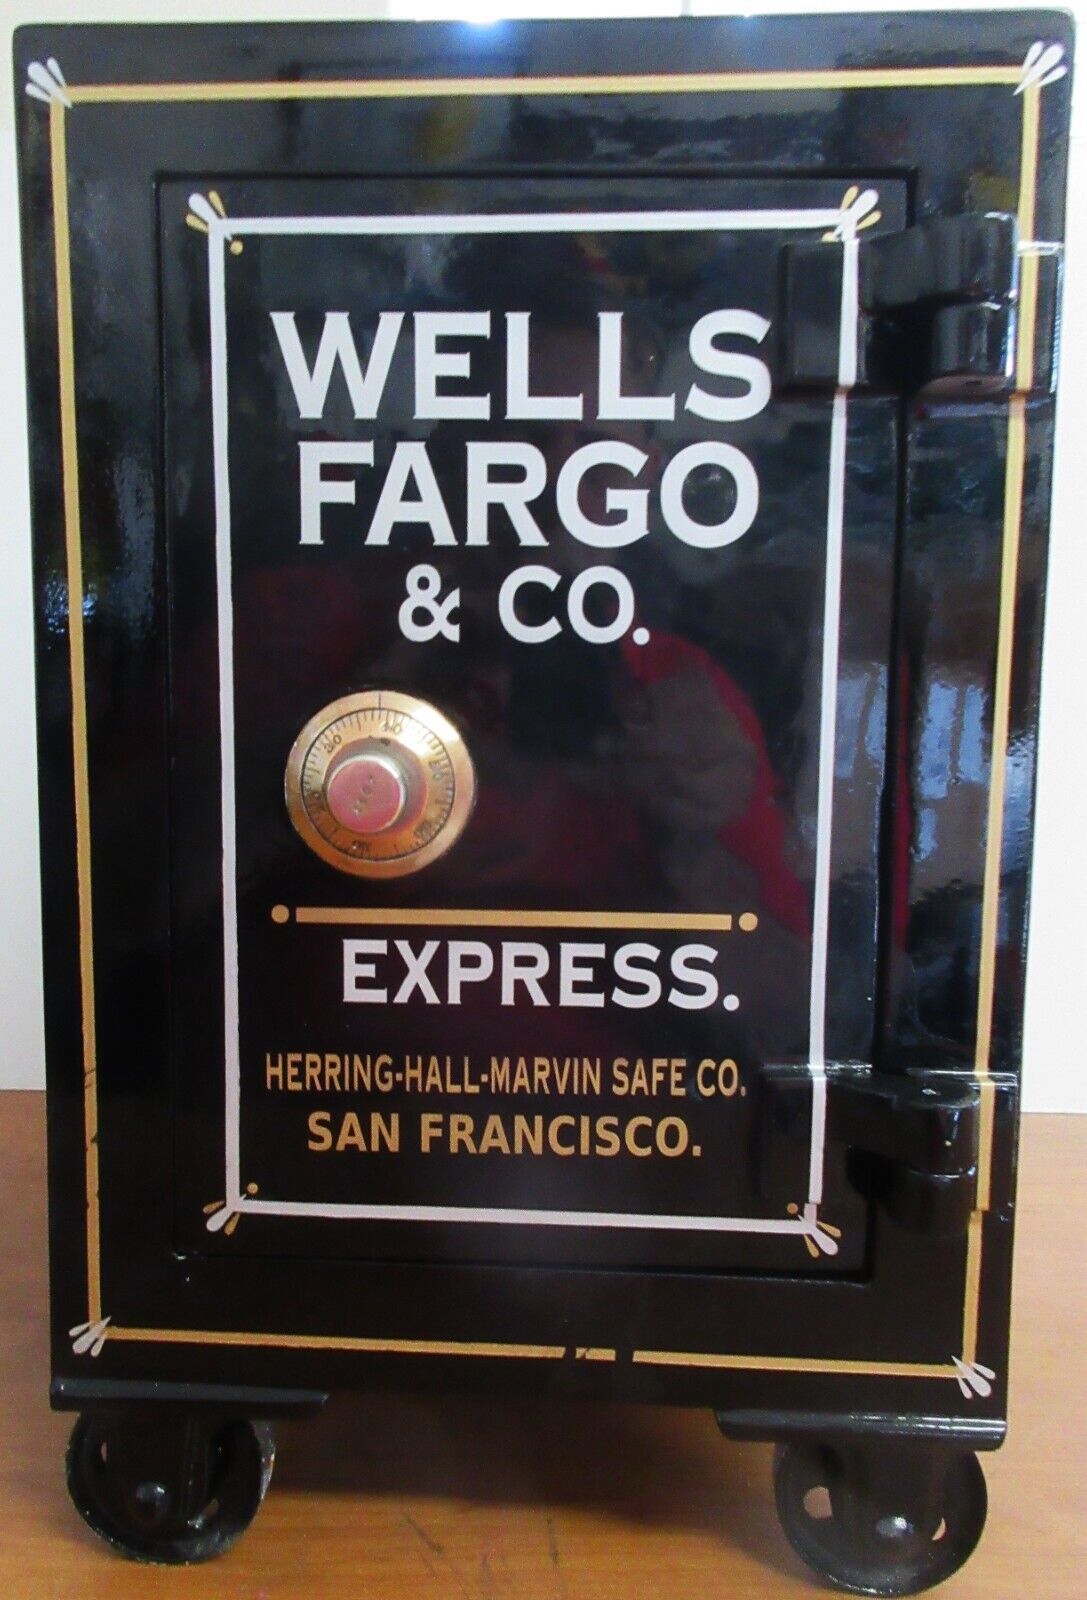 WELLS
FARGO
& CO.
EXPRESS.
HERRING-HALL-MARVIN SAFE CO.
SAN FRANCISCO.